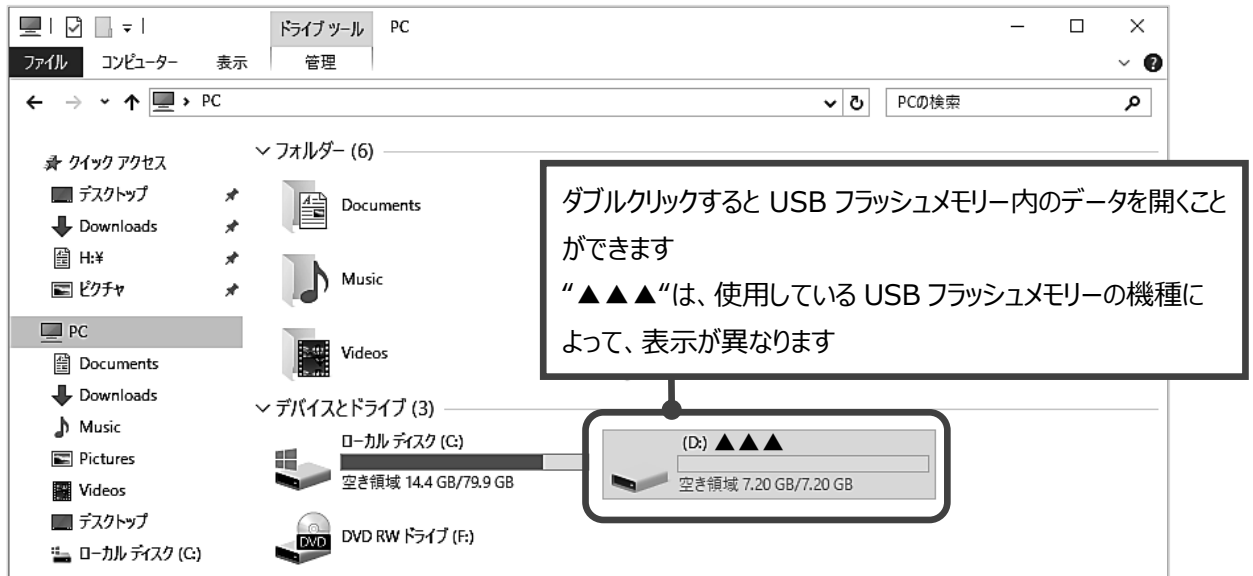 ドライブ ツール PC
ファイル コンピューター 表示 管理
PC PCの検索
クイック アクセス
デスクトップ
Downloads
H:¥
ピクチャ
PC
Documents
Downloads
Music
Pictures
Videos
デスクトップ
ローカル ディスク (C:)
フォルダー (6)
Documents
Music
Videos
ダブルクリックすると USB フラッシュメモリー内のデータを開くこと
ができます
“▲▲▲“は、使用している USB フラッシュメモリーの機種に
よって、表示が異なります
デバイスとドライブ (3)
ローカル ディスク (C:)
空き領域 14.4 GB/79.9 GB
(D:) ▲▲▲
空き領域 7.20 GB/7.20 GB
DVD
DVD RW ドライブ (F:)